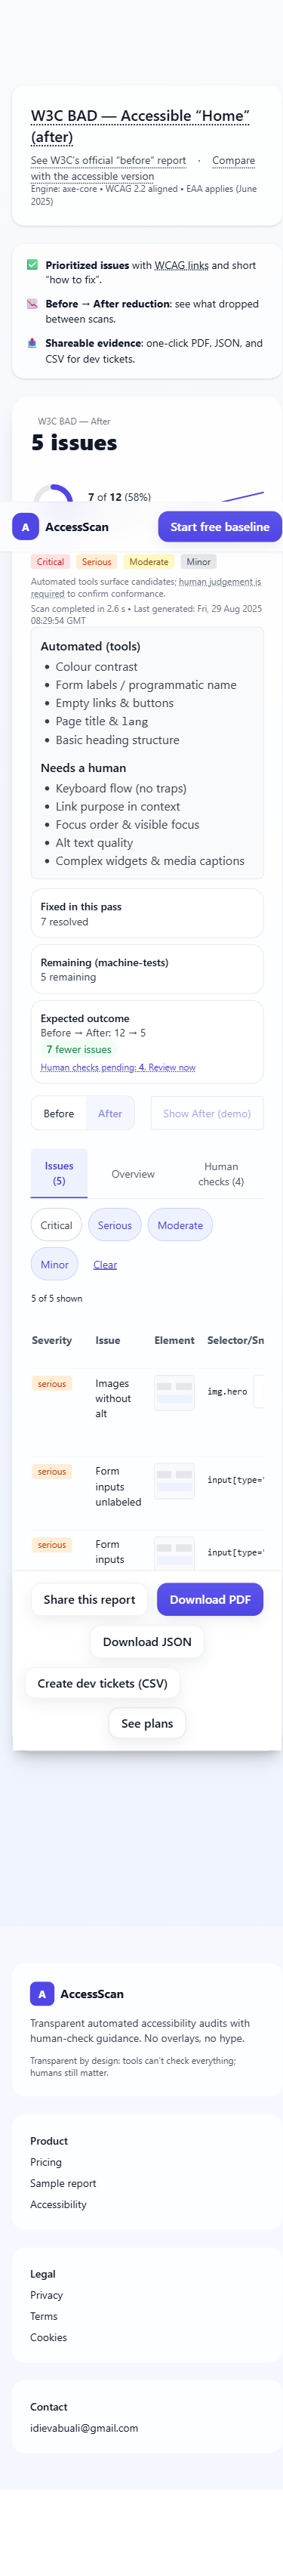 W3C BAD — Accessible “Home”
(after)
See W3C's official “before” report · Compare
with the accessible version
Engine: axe-core • WCAG 2.2 aligned • EAA applies (June
2025)
Prioritized issues with WCAG links and short
“how to fix”.
Before → After reduction: see what dropped
between scans.
Shareable evidence: one-click PDF, JSON, and
CSV for dev tickets.
W3C BAD — After
5 issues
7 of 12 (58%)
A AccessScan Start free baseline
Critical Serious Moderate Minor
Automated tools surface candidates; human judgement is
required to confirm conformance.
Scan completed in 2.6 s • Last generated: Fri, 29 Aug 2025
08:29:54 GMT
Automated (tools)
• Colour contrast
• Form labels / programmatic name
• Empty links & buttons
• Page title & lang
• Basic heading structure
Needs a human
• Keyboard flow (no traps)
• Link purpose in context
• Focus order & visible focus
• Alt text quality
• Complex widgets & media captions
Fixed in this pass
7 resolved
Remaining (machine-tests)
5 remaining
Expected outcome
Before → After: 12 → 5
7 fewer issues
Human checks pending: 4. Review now
Before After Show After (demo)
Issues
(5)
Overview
Human
checks (4)
Critical Serious Moderate
Minor Clear
5 of 5 shown
Severity Issue Element Selector/Sn
serious
Images
without
alt
img.hero
serious
Form
inputs
unlabeled
input[type="
serious
Form
inputs
input[type="
Share this report Download PDF
Download JSON
Create dev tickets (CSV)
See plans
A AccessScan
Transparent automated accessibility audits with
human-check guidance. No overlays, no hype.
Transparent by design: tools can't check everything;
humans still matter.
Product
Pricing
Sample report
Accessibility
Legal
Privacy
Terms
Cookies
Contact
idievabuali@gmail.com